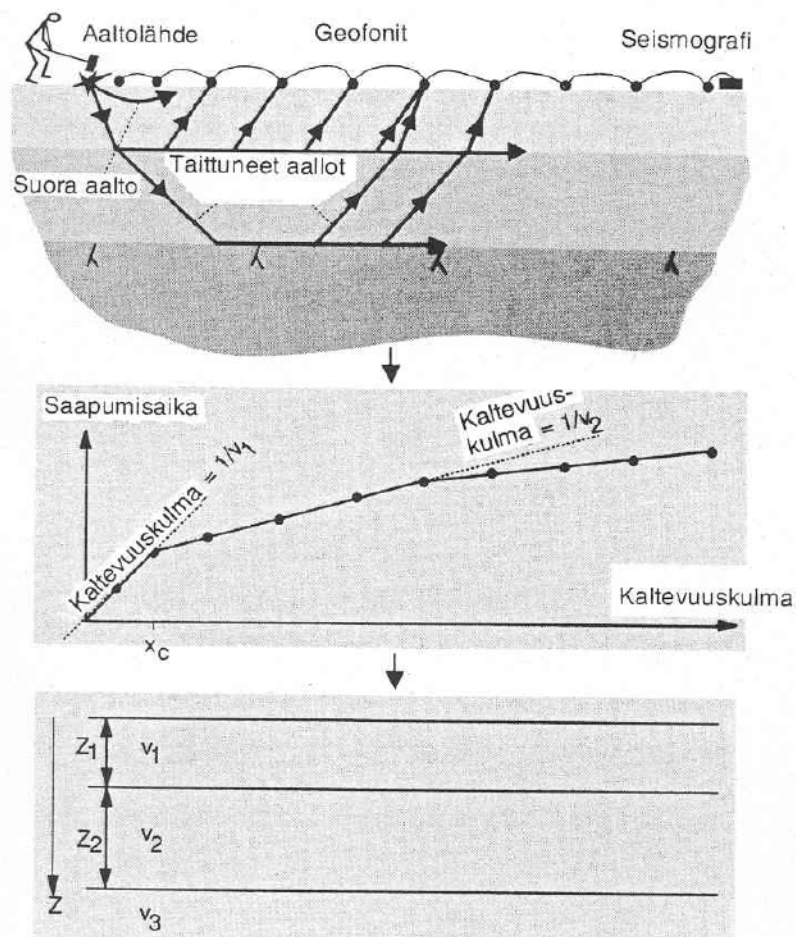 Aaltolähde
Geofonit
Seismografi
Taittuneet aallot
Suora aalto
Saapumisaika
Kaltevuuskulma = 1/v₁
Kaltevuus-
kulma = 1/v₂
Kaltevuuskulma
x_c
Z₁
v₁
Z₂
v₂
Z
v₃